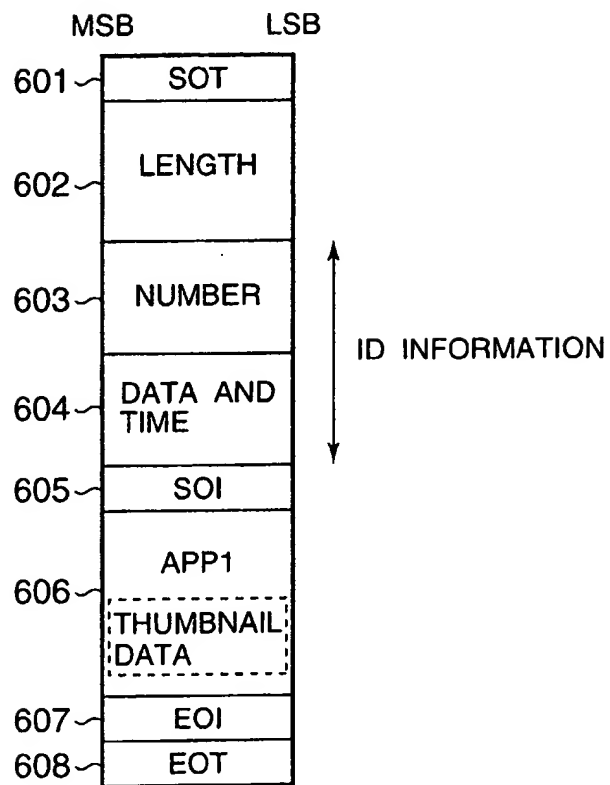 MSB LSB
601 SOT
602 LENGTH
603 NUMBER
ID INFORMATION
604 DATA AND
TIME
605 SOI
606 APP1
THUMBNAIL
DATA
607 EOI
608 EOT